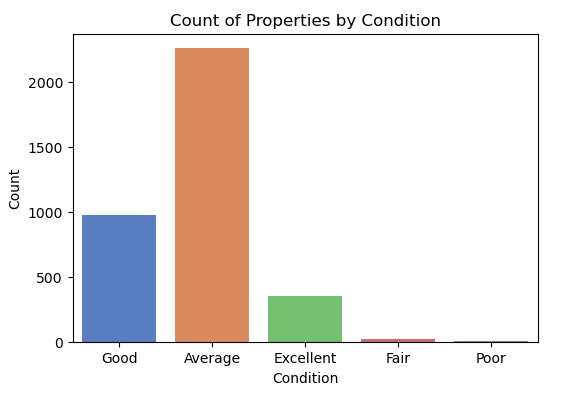 Count of Properties by Condition
Count
2000
1500
1000
500
0
Good Average Excellent Fair Poor
Condition